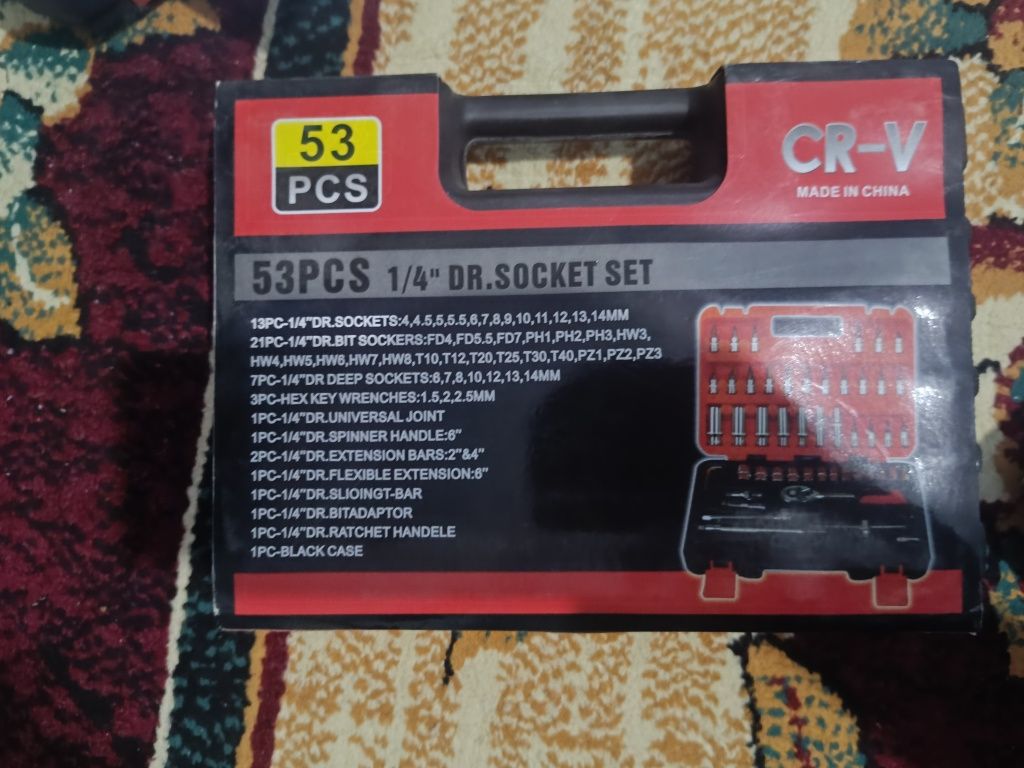 53
PCS
CR-V
MADE IN CHINA
53PCS 1/4" DR.SOCKET SET
13PC-1/4"DR.SOCKETS:4,4.5,5,5.5,6,7,8,9,10,11,12,13,14MM
21PC-1/4"DR.BIT SOCKERS:FD4,FD5.5,FD7,PH1,PH2,PH3,HW3,
HW4,HW5,HW6,HW7,HW8,T10,T12,T20,T25,T30,T40,PZ1,PZ2,PZ3
7PC-1/4"DR DEEP SOCKETS:6,7,8,10,12,13,14MM
3PC-HEX KEY WRENCHES:1.5,2,2.5MM
1PC-1/4"DR.UNIVERSAL JOINT
1PC-1/4"DR.SPINNER HANDLE:6"
2PC-1/4"DR.EXTENSION BARS:2"&4"
1PC-1/4"DR.FLEXIBLE EXTENSION:6"
1PC-1/4"DR.SLIOINGT-BAR
1PC-1/4"DR.BITADAPTOR
1PC-1/4"DR.RATCHET HANDELE
1PC-BLACK CASE